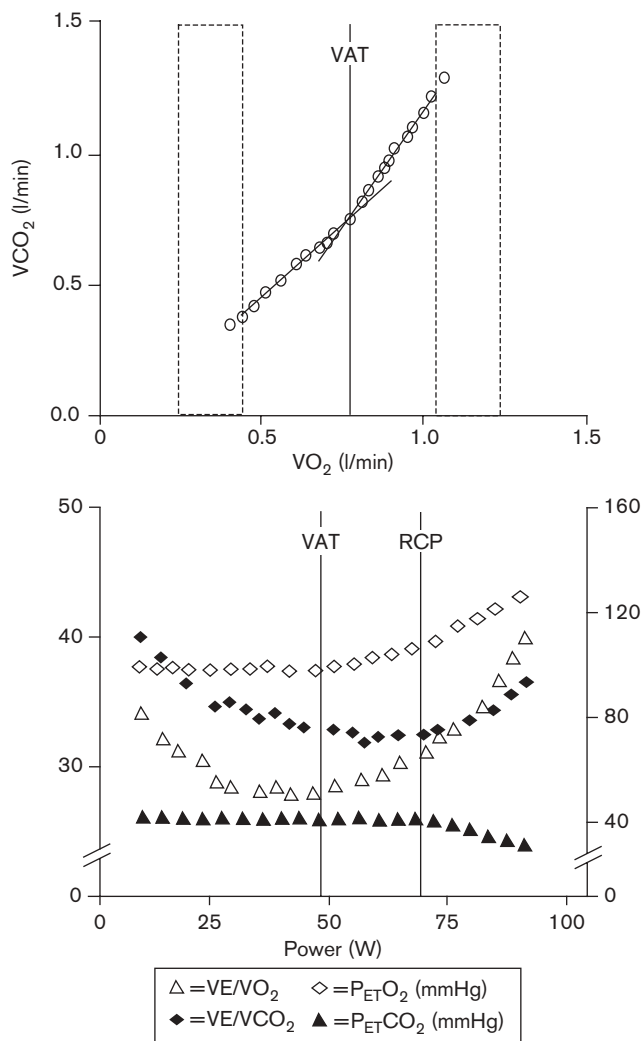 1.5
VAT
1.0
VCO₂ (l/min)
0.5
0.0
0 0.5 1.0 1.5
VO₂ (l/min)
50 160
VAT RCP
40 120
30 80
40
0 0
0 25 50 75 100
Power (W)
△=VE/VO₂ ◇=P_ETO₂ (mmHg)
◆=VE/VCO₂ ▲=P_ETCO₂ (mmHg)